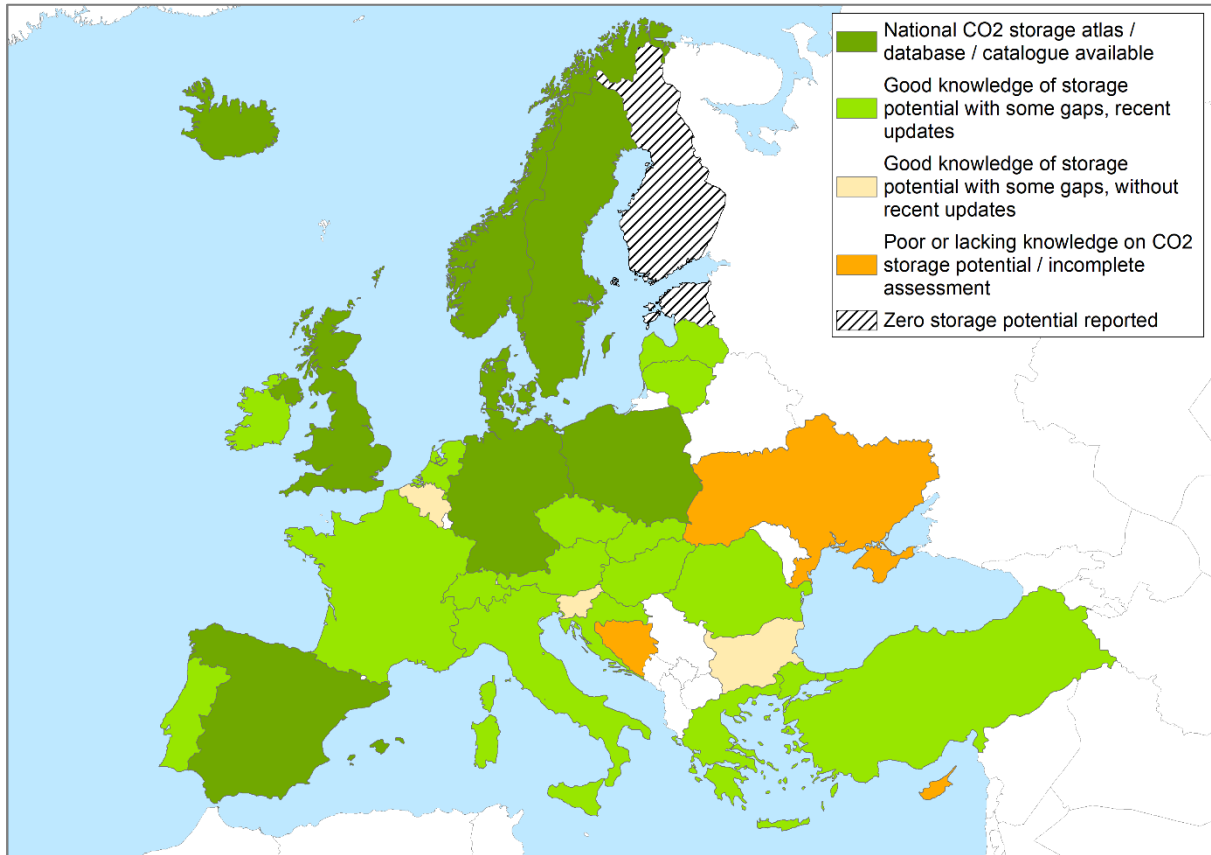 National CO2 storage atlas /
database / catalogue available
Good knowledge of storage
potential with some gaps, recent
updates
Good knowledge of storage
potential with some gaps, without
recent updates
Poor or lacking knowledge on CO2
storage potential / incomplete
assessment
Zero storage potential reported